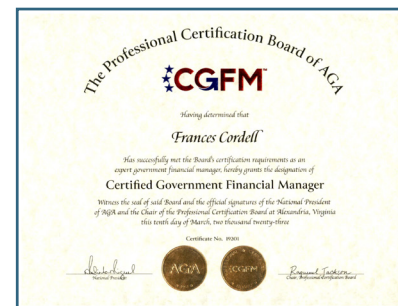 The Professional Certification Board of AGA
CGFM
Having determined that
Frances Cordell
Has successfully met the Board's certification requirements as an
expert government financial manager, hereby grants the designation of
Certified Government Financial Manager
Witness the seal of said Board and the official signatures of the National President
of AGA and the Chair of the Professional Certification Board at Alexandria, Virginia
this tenth day of March, two thousand twenty-three
Certificate No.
National President
Chair, Professional Certification Board
AGA
CGFM